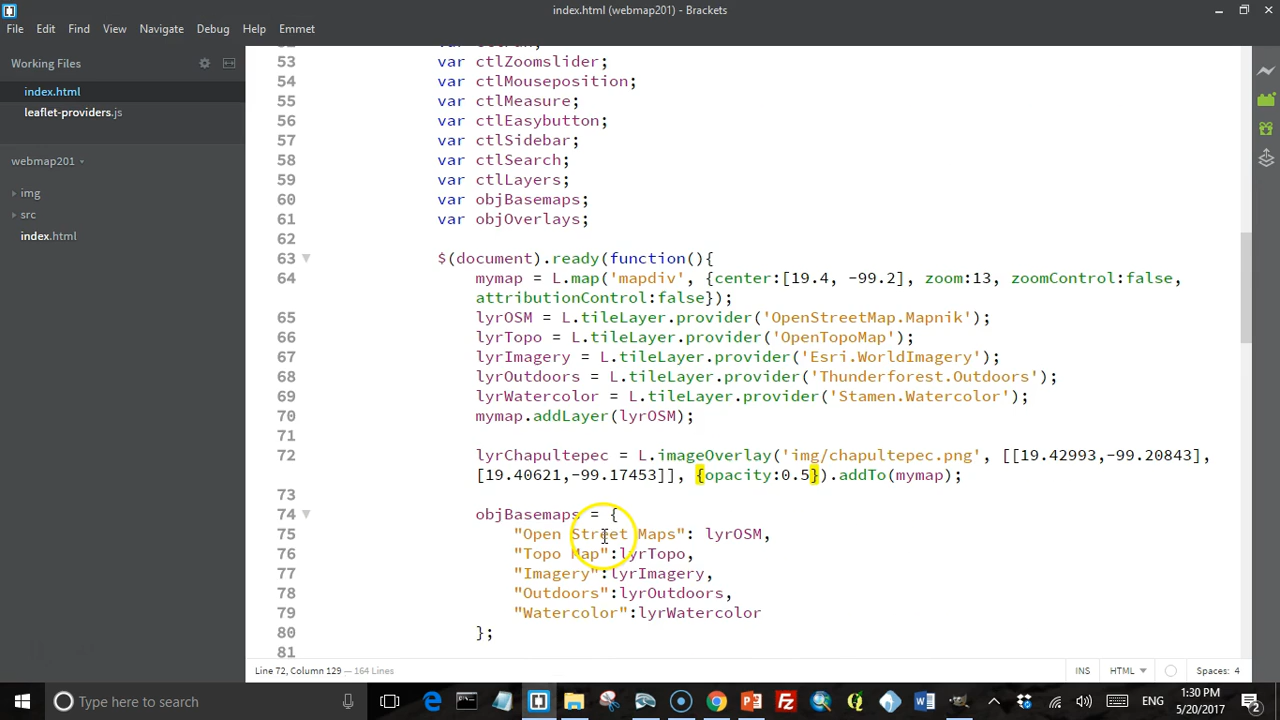 index.html (webmap201) - Brackets
File Edit Find View Navigate Debug Help Emmet
Working Files
index.html
leaflet-providers.js
webmap201
img
src
index.html
53 var ctlZoomslider;
54 var ctlMouseposition;
55 var ctlMeasure;
56 var ctlEasybutton;
57 var ctlSidebar;
58 var ctlSearch;
59 var ctlLayers;
60 var objBasemaps;
61 var objOverlays;
62
63 $(document).ready(function(){
64 mymap = L.map('mapdiv', {center:[19.4, -99.2], zoom:13, zoomControl:false,
attributionControl:false});
65 lyrOSM = L.tileLayer.provider('OpenStreetMap.Mapnik');
66 lyrTopo = L.tileLayer.provider('OpenTopoMap');
67 lyrImagery = L.tileLayer.provider('Esri.WorldImagery');
68 lyrOutdoors = L.tileLayer.provider('Thunderforest.Outdoors');
69 lyrWatercolor = L.tileLayer.provider('Stamen.Watercolor');
70 mymap.addLayer(lyrOSM);
71
72 lyrChapultepec = L.imageOverlay('img/chapultepec.png', [[19.42993,-99.20843],
[19.40621,-99.17453]], {opacity:0.5}).addTo(mymap);
73
74 objBasemaps = {
75 "Open Street Maps": lyrOSM,
76 "Topo Map":lyrTopo,
77 "Imagery":lyrImagery,
78 "Outdoors":lyrOutdoors,
79 "Watercolor":lyrWatercolor
80 };
81
Line 72, Column 129 — 164 Lines
INS HTML Spaces: 4
Type here to search
ENG
1:30 PM
5/20/2017
2